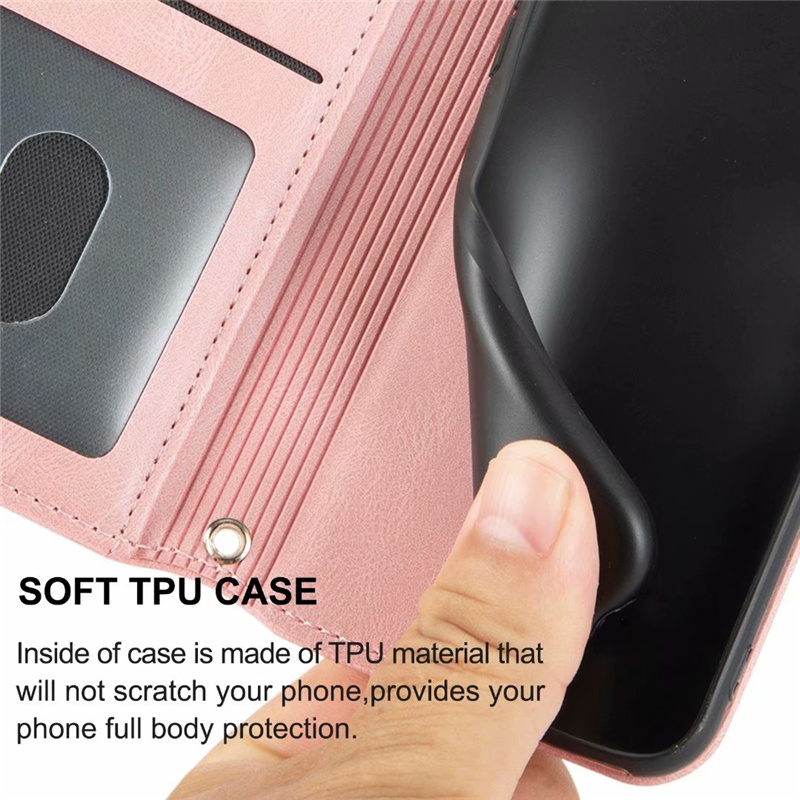 SOFT TPU CASE
Inside of case is made of TPU material that
will not scratch your phone,provides your
phone full body protection.